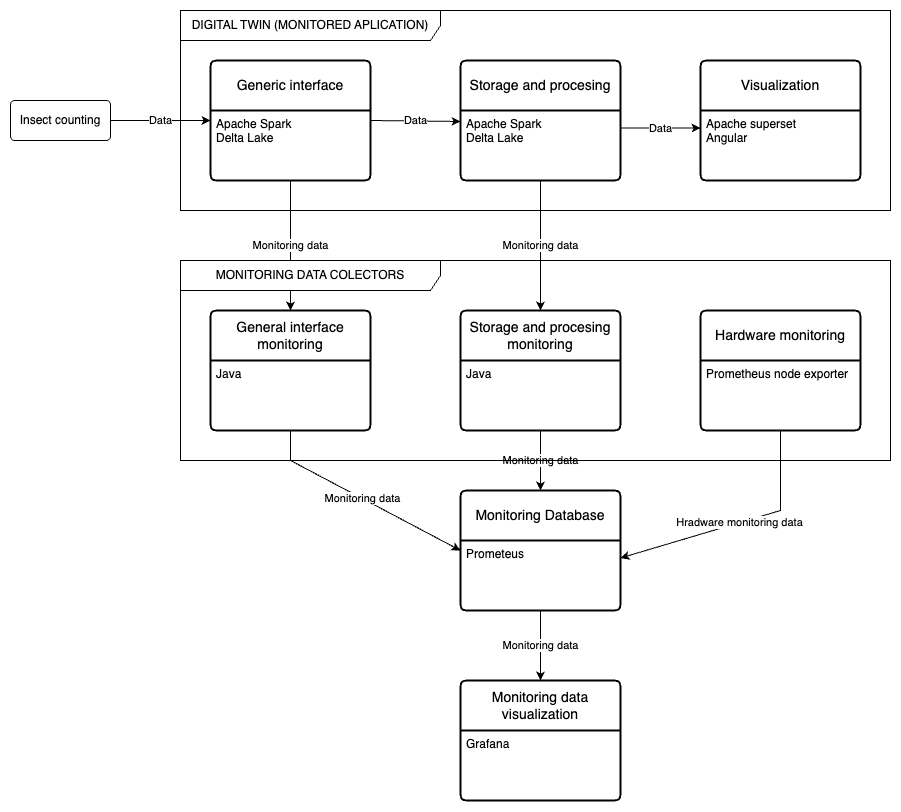 DIGITAL TWIN (MONITORED APLICATION)
Generic interface
Storage and procesing
Visualization
Insect counting
Data
Apache Spark
Delta Lake
Data
Apache Spark
Delta Lake
Data
Apache superset
Angular
Monitoring data
Monitoring data
MONITORING DATA COLECTORS
General interface
monitoring
Storage and procesing
monitoring
Hardware monitoring
Java
Java
Prometheus node exporter
Monitoring data
Monitoring data
Hradware monitoring data
Monitoring Database
Prometeus
Monitoring data
Monitoring data
visualization
Grafana